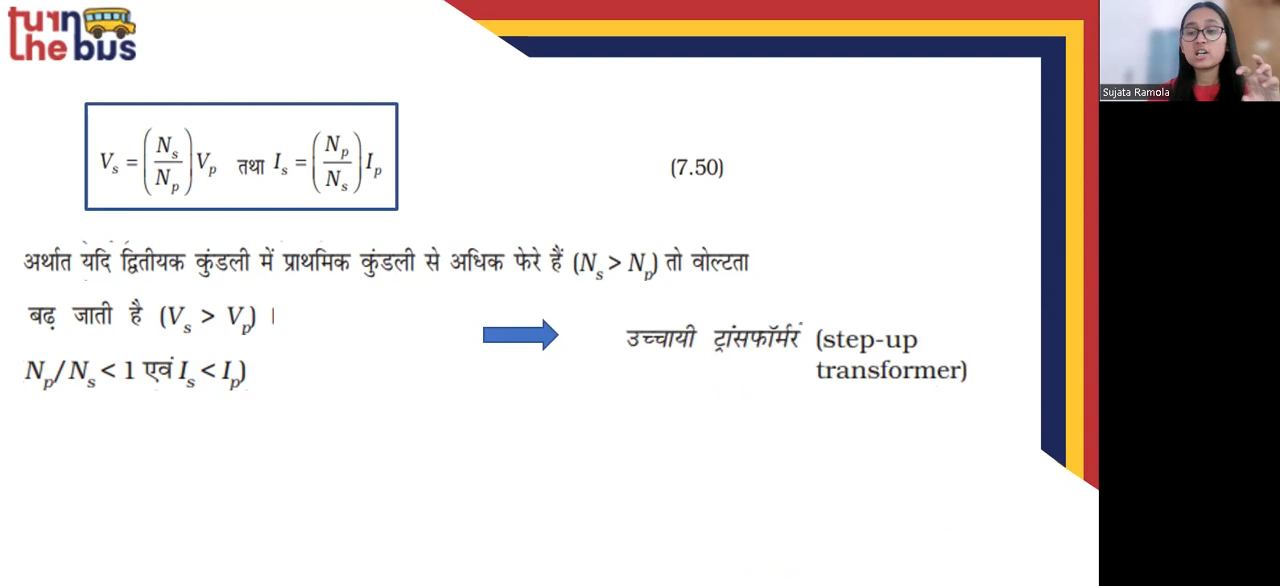 turn
the bus
Sujata Ramola
V_s = (N_s/N_p) V_p तथा I_s = (N_p/N_s) I_p (7.50)
अर्थात यदि द्वितीयक कुंडली में प्राथमिक कुंडली से अधिक फेरे हैं (N_s > N_p) तो वोल्टता
बढ़ जाती है (V_s > V_p) ।
उच्चायी ट्रांसफॉर्मर (step-up
transformer)
N_p/N_s < 1 एवं I_s < I_p)